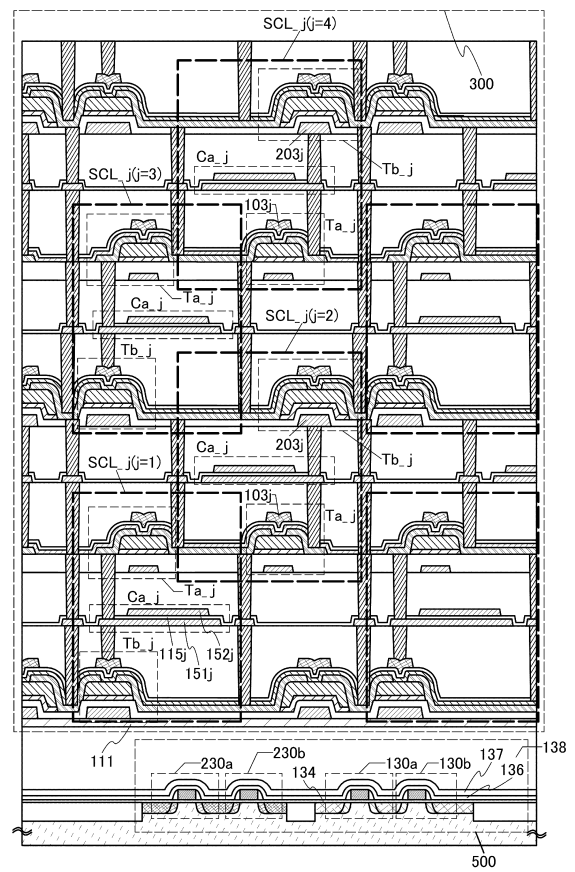 SCL_j(j=4)
300
203j
Tb_j
Ca_j
SCL_j(j=3)
103j
Ta_j
Ta_j
Ca_j
SCL_j(j=2)
Tb_j
203j
Tb_j
Ca_j
SCL_j(j=1)
103j
Ta_j
Ta_j
Ca_j
115j
151j
152j
Tb_j
111
230a
230b
134
130a
130b
137
138
136
500